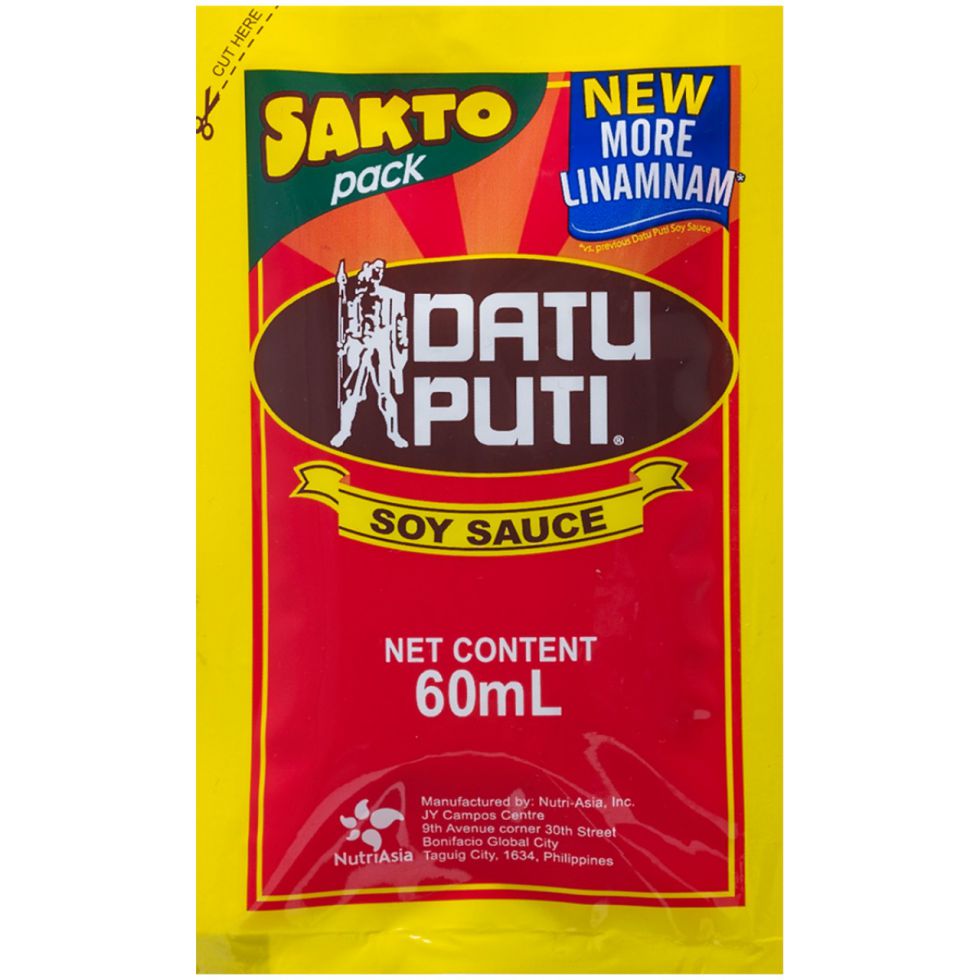 CUT HERE
SAKTO
pack
NEW
MORE
LINAMNAM*
*vs. previous Datu Puti Soy Sauce
DATU
PUTI®
SOY SAUCE
NET CONTENT
60mL
NutriAsia
Manufactured by: Nutri-Asia, Inc.
JY Campos Centre
9th Avenue corner 30th Street
Bonifacio Global City
Taguig City, 1634, Philippines